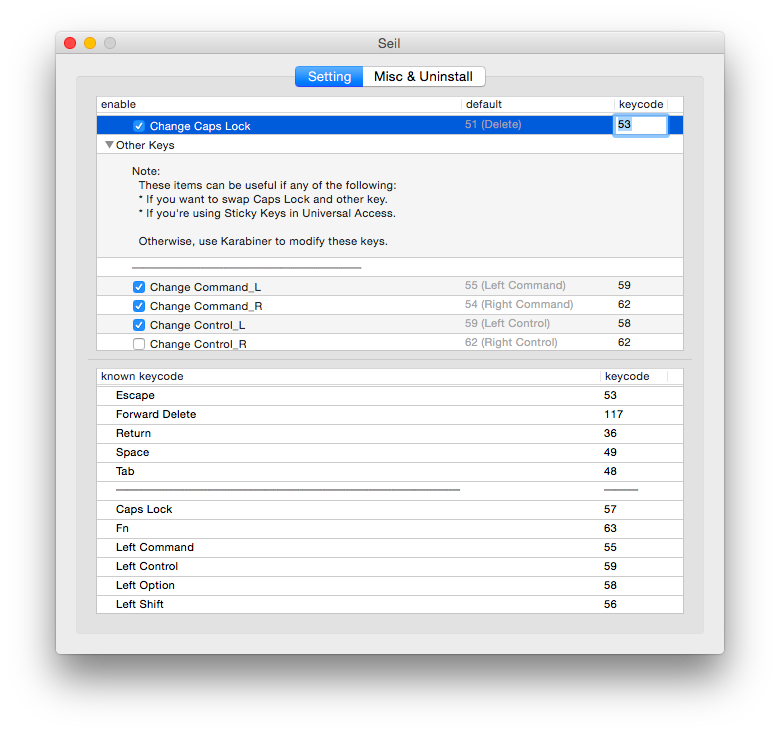 Seil
Setting Misc & Uninstall
enable default keycode
Change Caps Lock 51 (Delete) 53
Other Keys
Note:
These items can be useful if any of the following:
* If you want to swap Caps Lock and other key.
* If you're using Sticky Keys in Universal Access.
Otherwise, use Karabiner to modify these keys.
Change Command_L 55 (Left Command) 59
Change Command_R 54 (Right Command) 62
Change Control_L 59 (Left Control) 58
Change Control_R 62 (Right Control) 62
known keycode keycode
Escape 53
Forward Delete 117
Return 36
Space 49
Tab 48
Caps Lock 57
Fn 63
Left Command 55
Left Control 59
Left Option 58
Left Shift 56